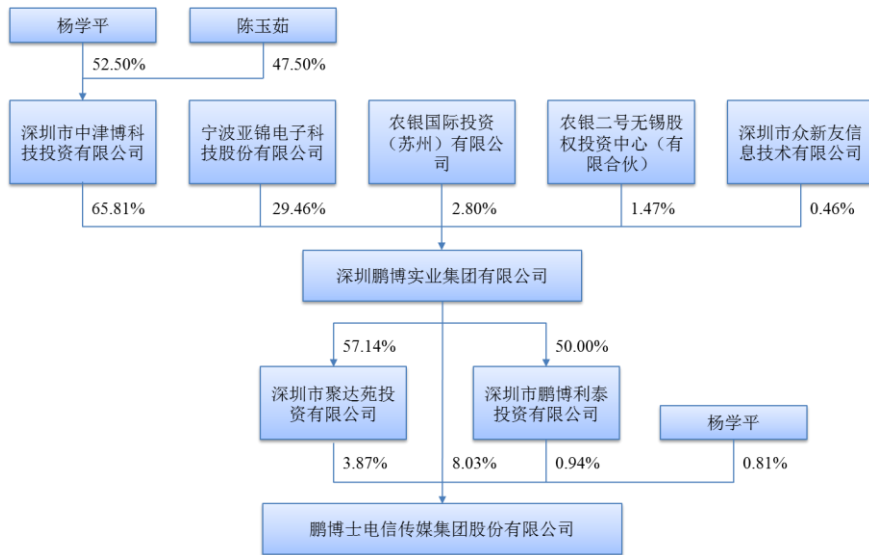 杨学平
陈玉茹
52.50%
47.50%
深圳市中津博科
技投资有限公司
宁波亚锦电子科
技股份有限公司
农银国际投资
（苏州）有限公
司
农银二号无锡股
权投资中心（有
限合伙）
深圳市众新友信
息技术有限公司
65.81%
29.46%
2.80%
1.47%
0.46%
深圳鹏博实业集团有限公司
57.14%
50.00%
深圳市聚达苑投
资有限公司
深圳市鹏博利泰
投资有限公司
杨学平
3.87%
8.03%
0.94%
0.81%
鹏博士电信传媒集团股份有限公司